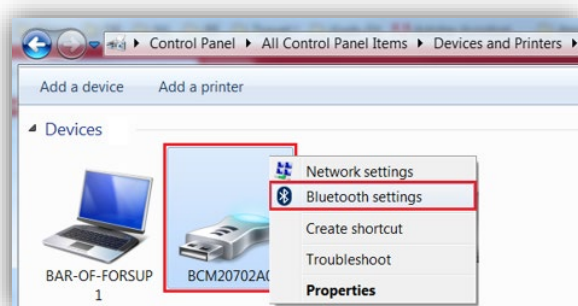 Control Panel ▸ All Control Panel Items ▸ Devices and Printers ▸
Add a device Add a printer
Devices
Network settings
Bluetooth settings
Create shortcut
Troubleshoot
Properties
BAR-OF-FORSUP
1
BCM20702A0